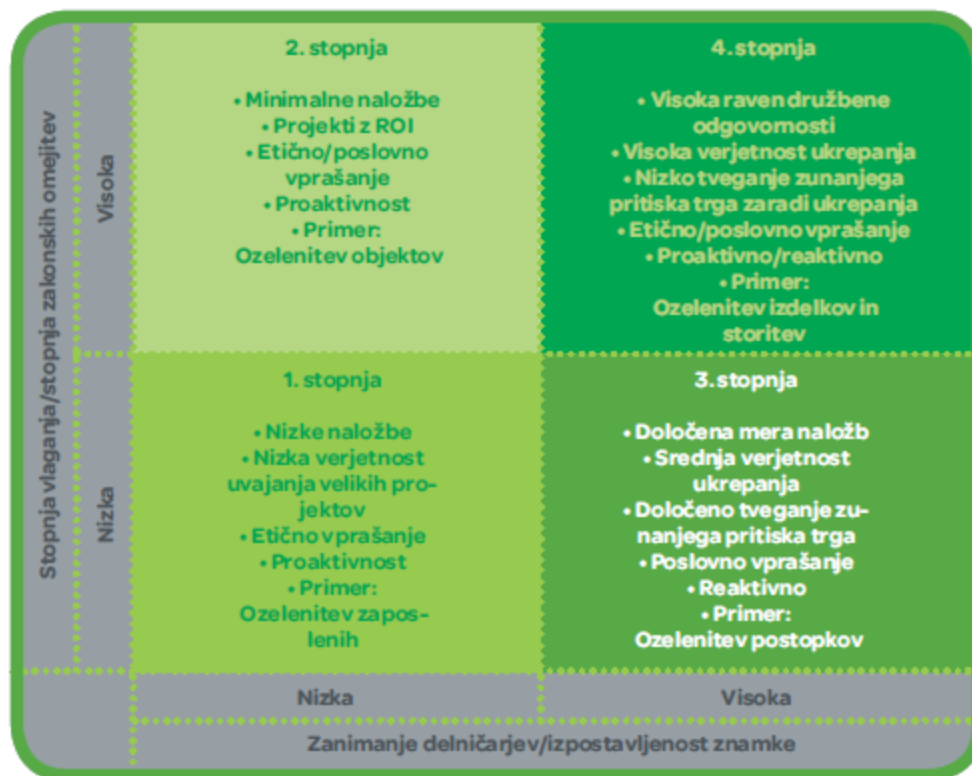 Stopnja vlaganja/stopnja zakonskih omejitev
Visoka
2. stopnja
• Minimalne naložbe
• Projekti z ROI
• Etično/poslovno
vprašanje
• Proaktivnost
• Primer:
Ozelenitev objektov
4. stopnja
• Visoka raven družbene
odgovornosti
• Visoka verjetnost ukrepanja
• Nizko tveganje zunanjega
pritiska trga zaradi ukrepanja
• Etično/poslovno vprašanje
• Proaktivno/reaktivno
• Primer:
Ozelenitev izdelkov in
storitev
Nizka
1. stopnja
• Nizke naložbe
• Nizka verjetnost
uvajanja velikih pro-
jektov
• Etično vprašanje
• Proaktivnost
• Primer:
Ozelenitev zapos-
lenih
3. stopnja
• Določena mera naložb
• Srednja verjetnost
ukrepanja
• Določeno tveganje zu-
nanjega pritiska trga
• Poslovno vprašanje
• Reaktivno
• Primer:
Ozelenitev postopkov
Nizka
Visoka
Zanimanje delničarjev/izpostavljenost znamke